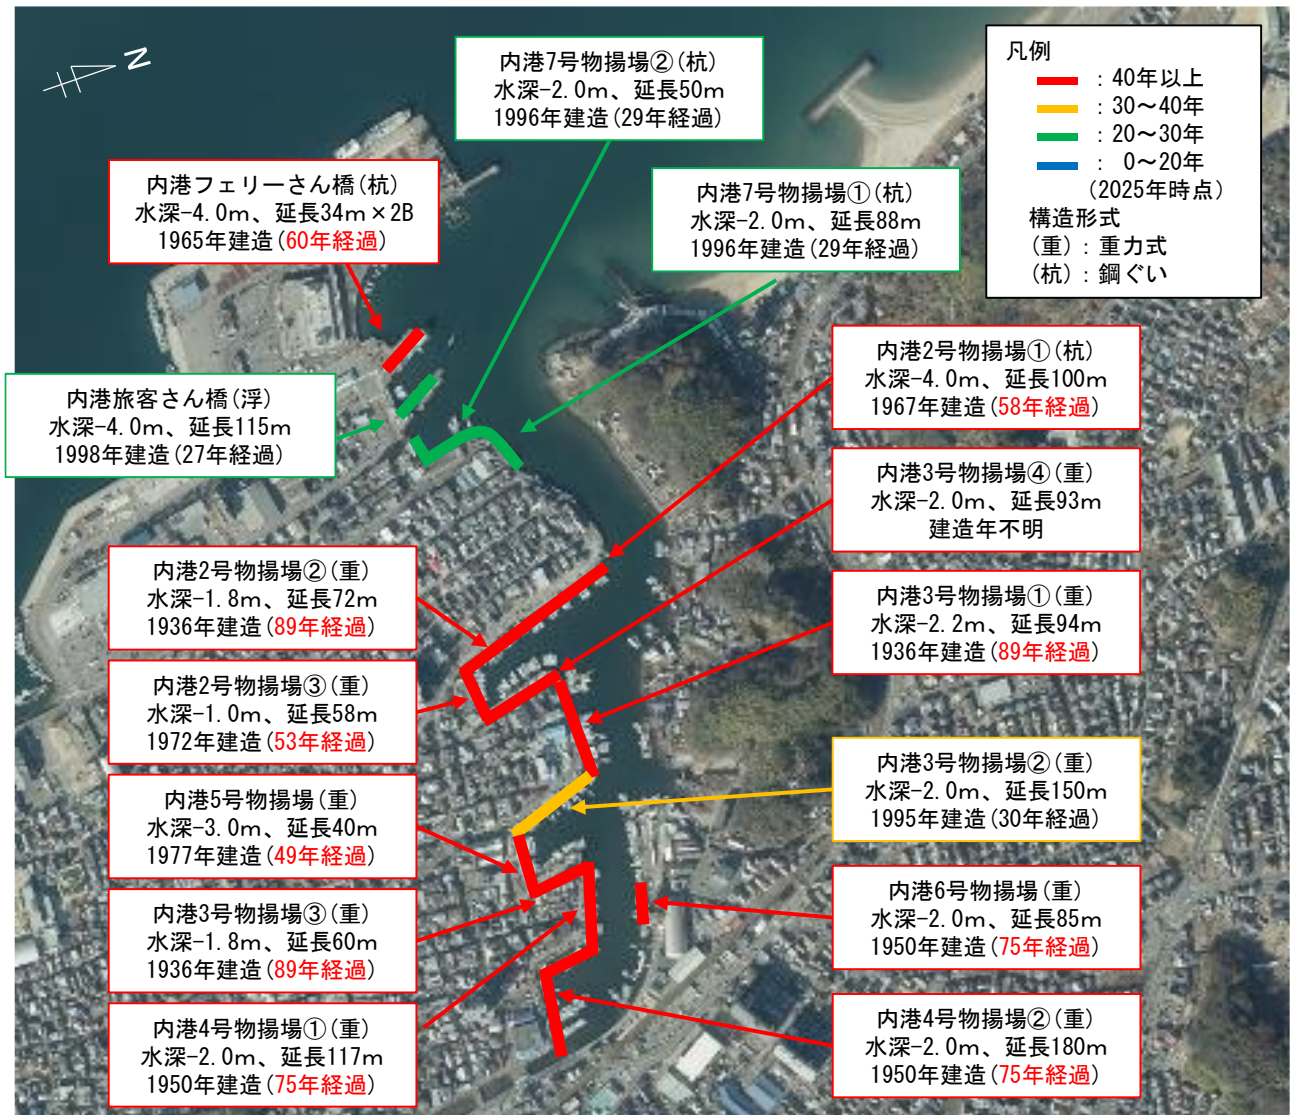 N
内港7号物揚場②(杭)
水深-2.0m、延長50m
1996年建造(29年経過)
凡例
：40年以上
：30～40年
：20～30年
： 0～20年
(2025年時点)
構造形式
(重)：重力式
(杭)：鋼ぐい
内港フェリーさん橋(杭)
水深-4.0m、延長34m×2B
1965年建造(60年経過)
内港7号物揚場①(杭)
水深-2.0m、延長88m
1996年建造(29年経過)
内港旅客さん橋(浮)
水深-4.0m、延長115m
1998年建造(27年経過)
内港2号物揚場①(杭)
水深-4.0m、延長100m
1967年建造(58年経過)
内港3号物揚場④(重)
水深-2.0m、延長93m
建造年不明
内港2号物揚場②(重)
水深-1.8m、延長72m
1936年建造(89年経過)
内港3号物揚場①(重)
水深-2.2m、延長94m
1936年建造(89年経過)
内港2号物揚場③(重)
水深-1.0m、延長58m
1972年建造(53年経過)
内港3号物揚場②(重)
水深-2.0m、延長150m
1995年建造(30年経過)
内港5号物揚場(重)
水深-3.0m、延長40m
1977年建造(49年経過)
内港6号物揚場(重)
水深-2.0m、延長85m
1950年建造(75年経過)
内港3号物揚場③(重)
水深-1.8m、延長60m
1936年建造(89年経過)
内港4号物揚場②(重)
水深-2.0m、延長180m
1950年建造(75年経過)
内港4号物揚場①(重)
水深-2.0m、延長117m
1950年建造(75年経過)